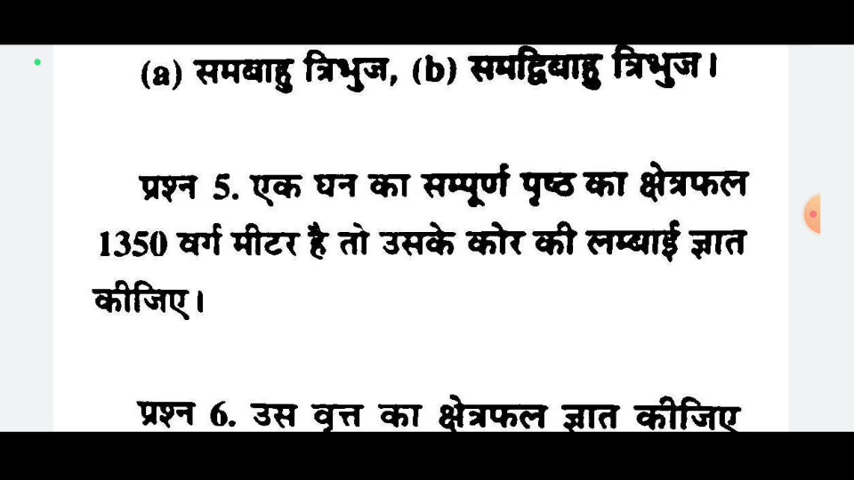 (a) समबाहु त्रिभुज, (b) समद्विबाहु त्रिभुज।
प्रश्न 5. एक घन का सम्पूर्ण पृष्ठ का क्षेत्रफल
1350 वर्ग मीटर है तो उसके कोर की लम्बाई ज्ञात
कीजिए।
प्रश्न 6. उस वृत्त का क्षेत्रफल ज्ञात कीजिए